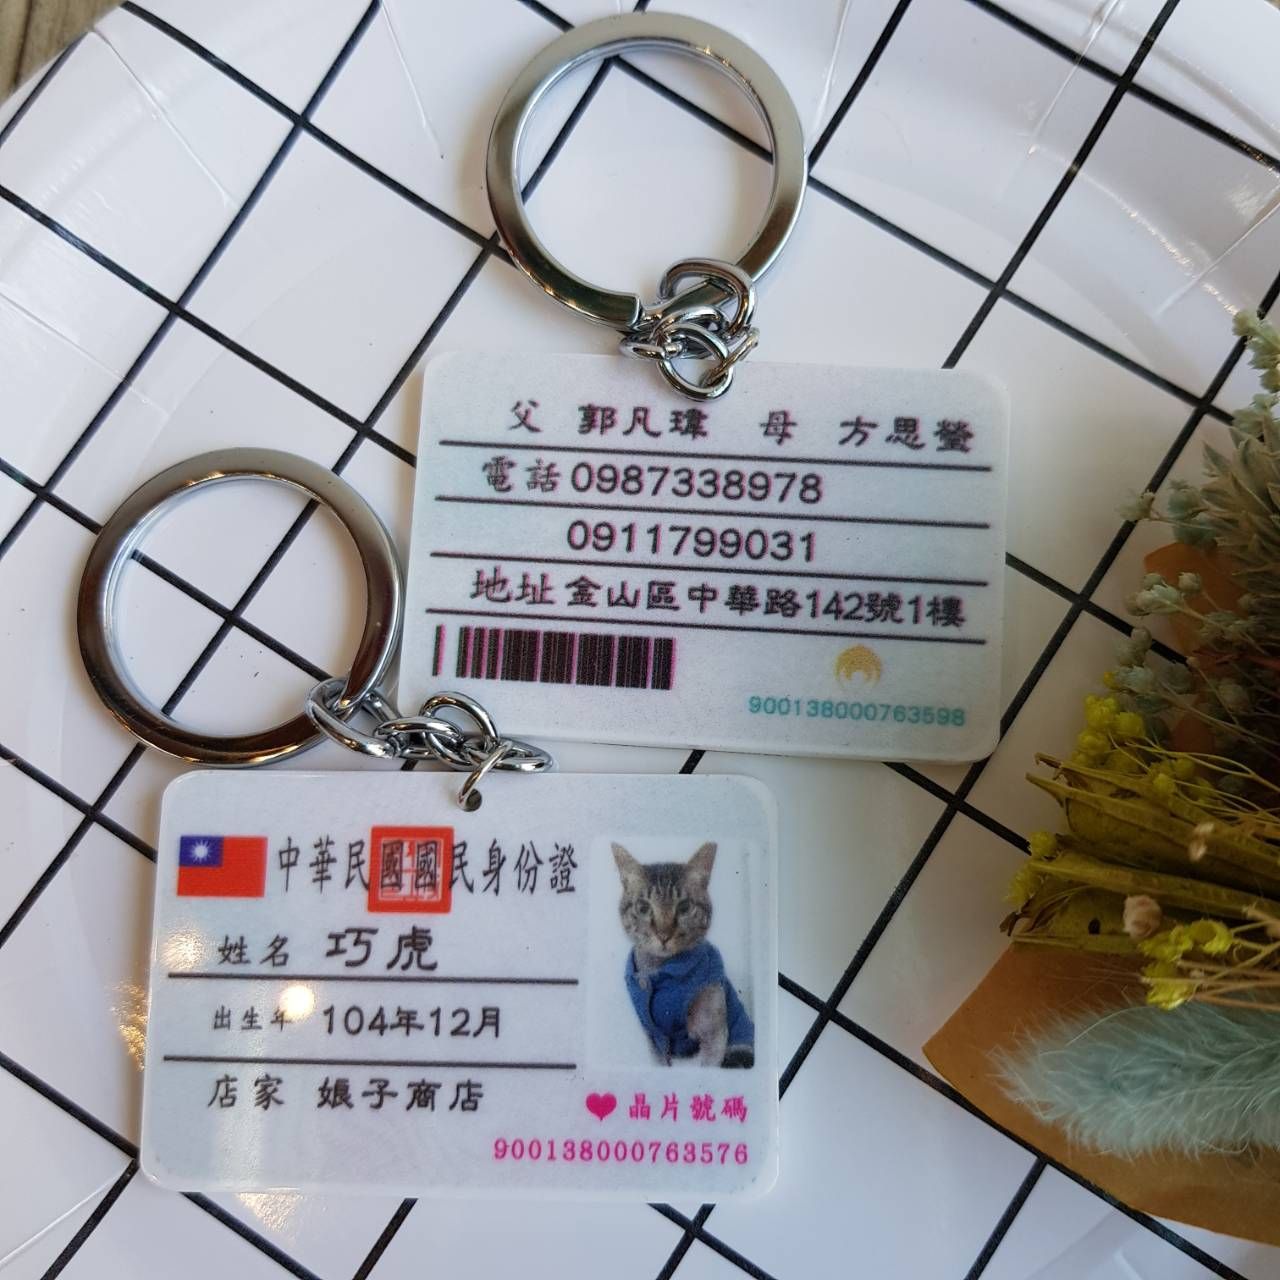 父 郭凡瑋 母 方思螢
電話 0987338978
0911799031
地址 金山區中華路142號1樓
900138000763598
中華民國國民身份證
姓名 巧虎
出生年 104年12月
店家 娘子商店
晶片號碼
900138000763576